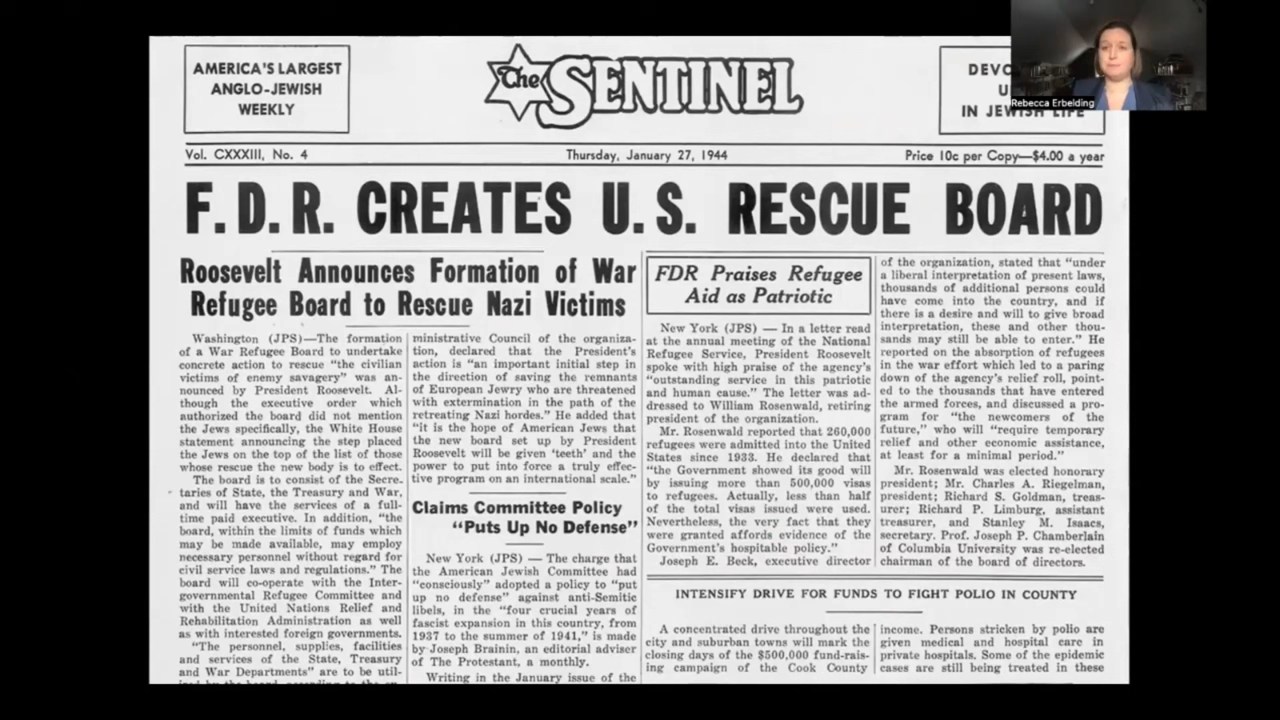 AMERICA'S LARGEST
ANGLO-JEWISH
WEEKLY
The SENTINEL
DEVO
U
IN JEWISH LIFE
Rebecca Erbelding
Vol. CXXXIII, No. 4
Thursday, January 27, 1944
Price 10c per Copy—$4.00 a year
F. D. R. CREATES U. S. RESCUE BOARD
Roosevelt Announces Formation of War
Refugee Board to Rescue Nazi Victims
Washington (JPS)—The formation
of a War Refugee Board to undertake
concrete action to rescue "the civilian
victims of enemy savagery" was an-
nounced by President Roosevelt. Al-
though the executive order which
authorized the board did not mention
the Jews specifically, the White House
statement announcing the step placed
the Jews on the top of the list of those
whose rescue the new body is to effect.
The board is to consist of the Secre-
taries of State, the Treasury and War,
and will have the services of a full-
time paid executive. In addition, "the
board, within the limits of funds which
may be made available, may employ
necessary personnel without regard for
civil service laws and regulations." The
board will co-operate with the Inter-
governmental Refugee Committee and
with the United Nations Relief and
Rehabilitation Administration as well
as with interested foreign governments.
"The personnel, supplies, facilities
and services of the State, Treasury
and War Departments" are to be util-
ministrative Council of the organiza-
tion, declared that the President's
action is "an important initial step in
the direction of saving the remnants
of European Jewry who are threatened
with extermination in the path of the
retreating Nazi hordes." He added that
"it is the hope of American Jews that
the new board set up by President
Roosevelt will be given 'teeth' and the
power to put into force a truly effec-
tive program on an international scale."
Claims Committee Policy
"Puts Up No Defense"
New York (JPS) — The charge that
the American Jewish Committee had
"consciously" adopted a policy to "put
up no defense" against anti-Semitic
libels, in the "four crucial years of
fascist expansion in this country, from
1937 to the summer of 1941," is made
by Joseph Brainin, an editorial adviser
of The Protestant, a monthly.
Writing in the January issue of the
FDR Praises Refugee
Aid as Patriotic
New York (JPS) — In a letter read
at the annual meeting of the National
Refugee Service, President Roosevelt
spoke with high praise of the agency's
"outstanding service in this patriotic
and human cause." The letter was ad-
dressed to William Rosenwald, retiring
president of the organization.
Mr. Rosenwald reported that 260,000
refugees were admitted into the United
States since 1933. He declared that
"the Government showed its good will
by issuing more than 500,000 visas
to refugees. Actually, less than half
of the total visas issued were used.
Nevertheless, the very fact that they
were granted affords evidence of the
Government's hospitable policy."
Joseph E. Beck, executive director
of the organization, stated that "under
a liberal interpretation of present laws,
thousands of additional persons could
have come into the country, and if
there is a desire and will to give broad
interpretation, these and other thou-
sands may still be able to enter." He
reported on the absorption of refugees
in the war effort which led to a paring
down of the agency's relief roll, point-
ed to the thousands that have entered
the armed forces, and discussed a pro-
gram for "the newcomers of the
future," who will "require temporary
relief and other economic assistance,
at least for a minimal period."
Mr. Rosenwald was elected honorary
president; Mr. Charles A. Riegelman,
president; Richard S. Goldman, treas-
urer; Richard P. Limburg, assistant
treasurer, and Stanley M. Isaacs,
secretary. Prof. Joseph P. Chamberlain
of Columbia University was re-elected
chairman of the board of directors.
INTENSIFY DRIVE FOR FUNDS TO FIGHT POLIO IN COUNTY
A concentrated drive throughout the
city and suburban towns will mark the
closing days of the $500,000 fund-rais-
ing campaign of the Cook County
income. Persons stricken by polio are
given medical and hospital care in
private hospitals. Some of the epidemic
cases are still being treated in these